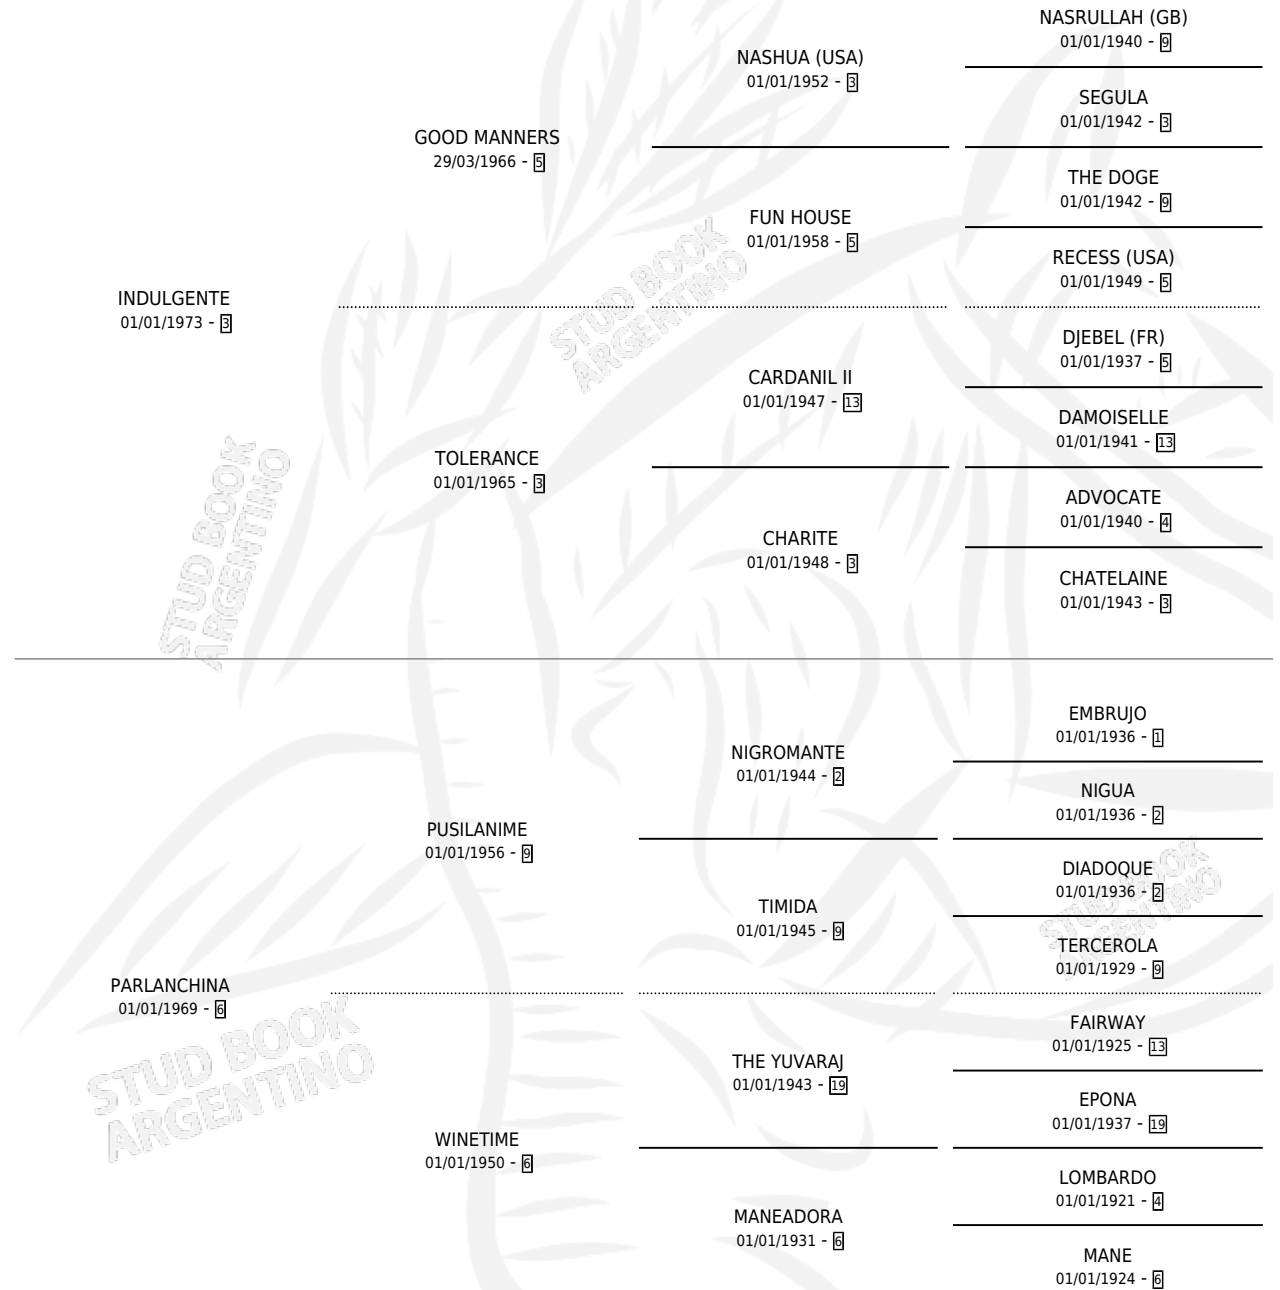 NASRULLAH (GB)
01/01/1940 - 9
NASHUA (USA)
01/01/1952 - 3
SEGULA
01/01/1942 - 3
GOOD MANNERS
29/03/1966 - 5
THE DOGE
01/01/1942 - 9
FUN HOUSE
01/01/1958 - 5
RECESS (USA)
01/01/1949 - 5
INDULGENTE
01/01/1973 - 3
DJEBEL (FR)
01/01/1937 - 5
CARDANIL II
01/01/1947 - 13
DAMOISELLE
01/01/1941 - 13
TOLERANCE
01/01/1965 - 3
ADVOCATE
01/01/1940 - 4
CHARITE
01/01/1948 - 3
CHATELAINE
01/01/1943 - 3
EMBRUJO
01/01/1936 - 1
NIGROMANTE
01/01/1944 - 2
NIGUA
01/01/1936 - 2
PUSILANIME
01/01/1956 - 9
DIADOQUE
01/01/1936 - 2
TIMIDA
01/01/1945 - 9
TERCEROLA
01/01/1929 - 9
PARLANCHINA
01/01/1969 - 6
FAIRWAY
01/01/1925 - 13
THE YUVARAJ
01/01/1943 - 19
EPONA
01/01/1937 - 19
WINETIME
01/01/1950 - 6
LOMBARDO
01/01/1921 - 4
MANEADORA
01/01/1931 - 6
MANE
01/01/1924 - 6
STUD BOOK
ARGENTINO
STUD BOOK
ARGENTINO
STUD BOOK
ARGENTINO
STUD BOOK
ARGENTINO